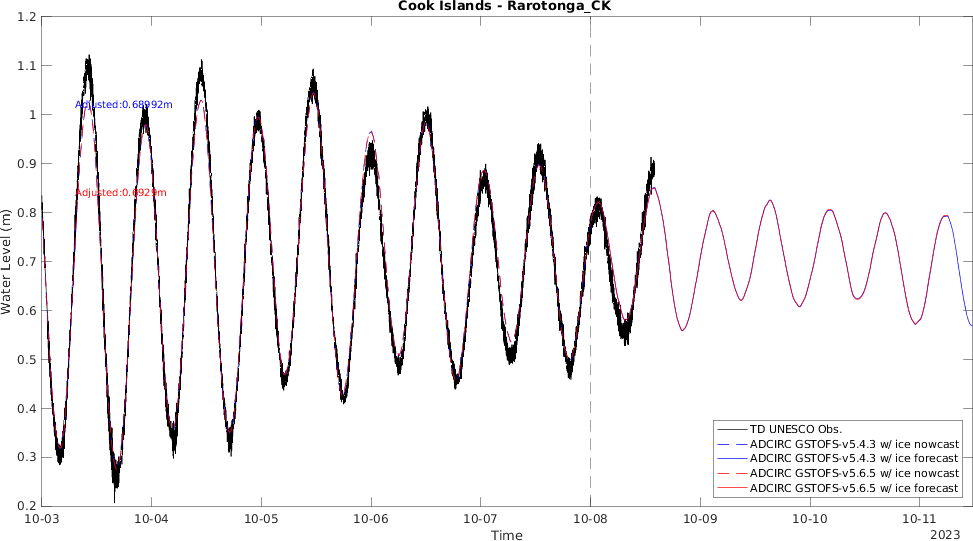 Cook Islands - Rarotonga_CK
1.2
1.1
1
0.9
0.8
0.7
0.6
0.5
0.4
0.3
0.2
Water Level (m)
Adjusted:0.68992m
Adjusted:0.6929m
TD UNESCO Obs.
ADCIRC GSTOFS-v5.4.3 w/ ice nowcast
ADCIRC GSTOFS-v5.4.3 w/ ice forecast
ADCIRC GSTOFS-v5.6.5 w/ ice nowcast
ADCIRC GSTOFS-v5.6.5 w/ ice forecast
10-03 10-04 10-05 10-06 10-07 10-08 10-09 10-10 10-11
Time
2023